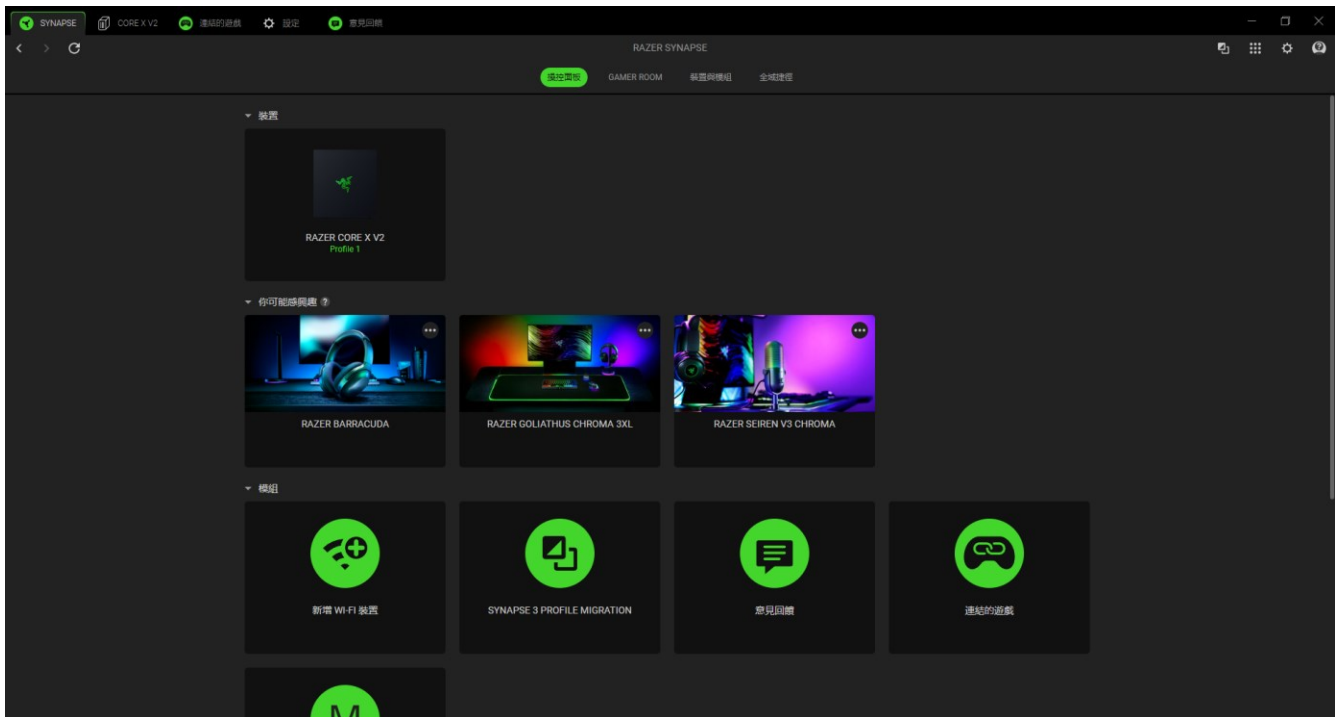 SYNAPSE
CORE X V2
連結的遊戲
設定
意見回饋
RAZER SYNAPSE
操控面板
GAMER ROOM
裝置與模組
全域捷徑
裝置
RAZER CORE X V2
Profile 1
你可能感興趣 ?
RAZER BARRACUDA
RAZER GOLIATHUS CHROMA 3XL
RAZER SEIREN V3 CHROMA
模組
新增 WI-FI 裝置
SYNAPSE 3 PROFILE MIGRATION
意見回饋
連結的遊戲